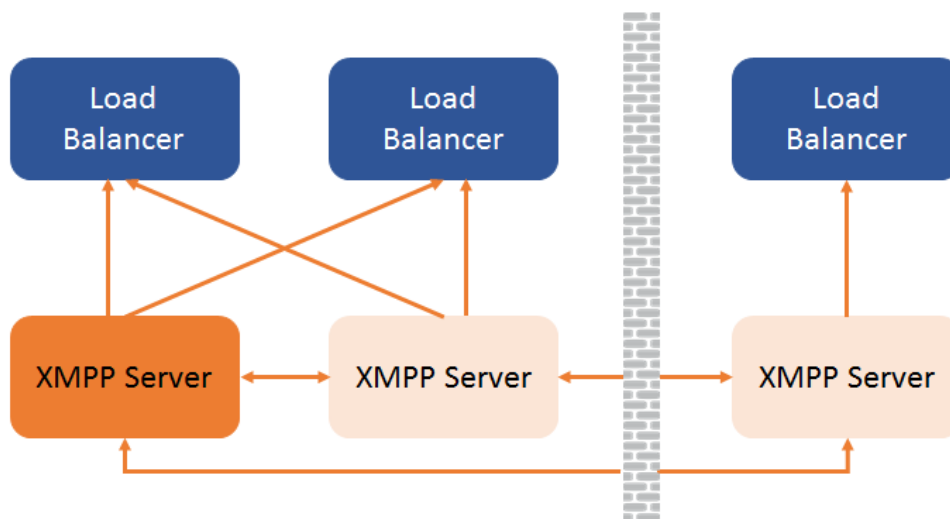 Load
Balancer
Load
Balancer
Load
Balancer
XMPP Server
XMPP Server
XMPP Server